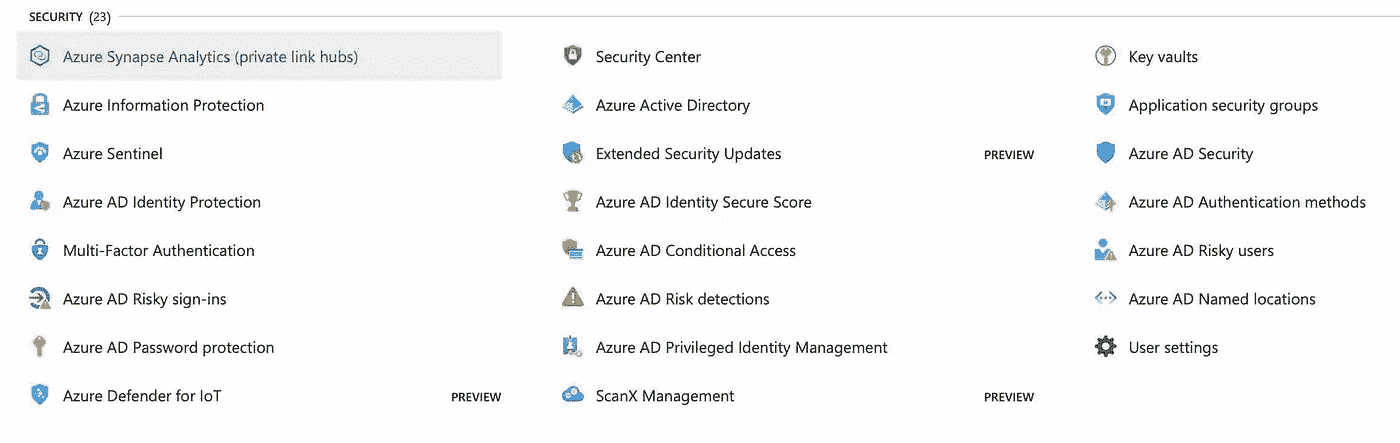 SECURITY (23)
Azure Synapse Analytics (private link hubs)
Security Center
Key vaults
Azure Information Protection
Azure Active Directory
Application security groups
Azure Sentinel
Extended Security Updates PREVIEW
Azure AD Security
Azure AD Identity Protection
Azure AD Identity Secure Score
Azure AD Authentication methods
Multi-Factor Authentication
Azure AD Conditional Access
Azure AD Risky users
Azure AD Risky sign-ins
Azure AD Risk detections
Azure AD Named locations
Azure AD Password protection
Azure AD Privileged Identity Management
User settings
Azure Defender for IoT PREVIEW
ScanX Management PREVIEW